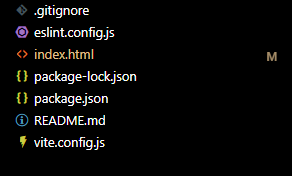 .gitignore
eslint.config.js
index.html M
package-lock.json
package.json
README.md
vite.config.js